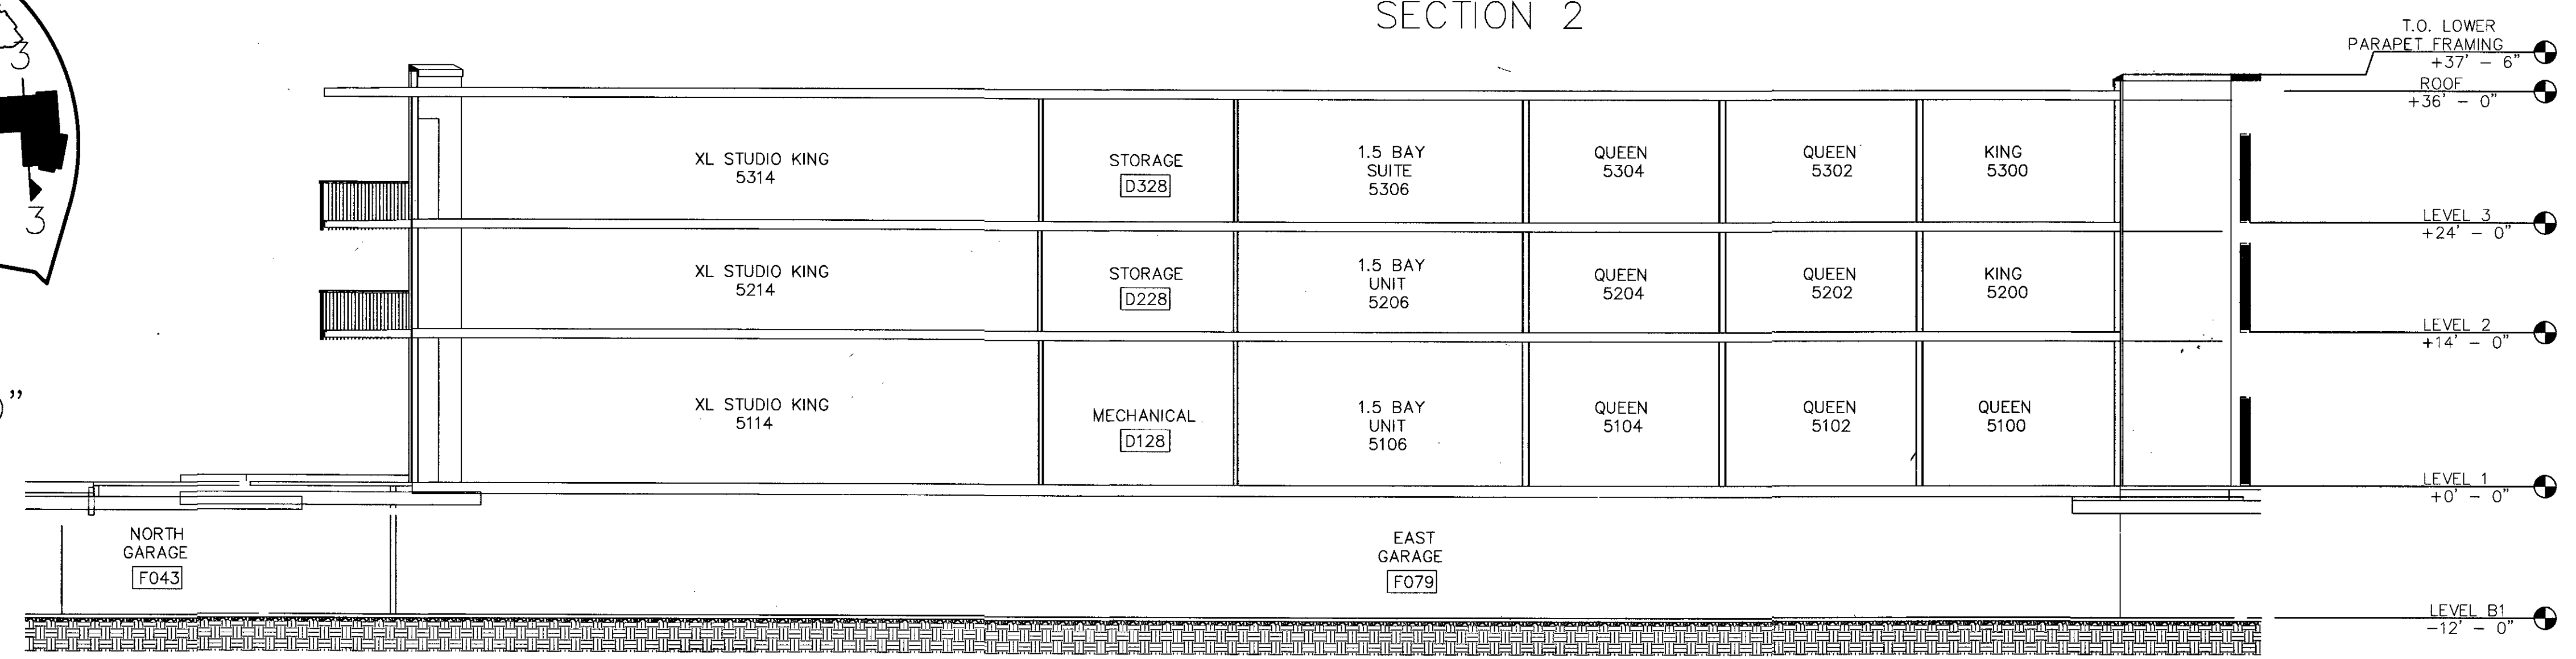 SECTION 2
3
3
0"
T.O. LOWER
PARAPET FRAMING
+37' - 6"
ROOF
+36' - 0"
XL STUDIO KING
5314
STORAGE
D328
1.5 BAY
SUITE
5306
QUEEN
5304
QUEEN
5302
KING
5300
LEVEL 3
+24' - 0"
XL STUDIO KING
5214
STORAGE
D228
1.5 BAY
UNIT
5206
QUEEN
5204
QUEEN
5202
KING
5200
LEVEL 2
+14' - 0"
XL STUDIO KING
5114
MECHANICAL
D128
1.5 BAY
UNIT
5106
QUEEN
5104
QUEEN
5102
QUEEN
5100
LEVEL 1
+0' - 0"
NORTH
GARAGE
F043
EAST
GARAGE
F079
LEVEL B1
-12' - 0"